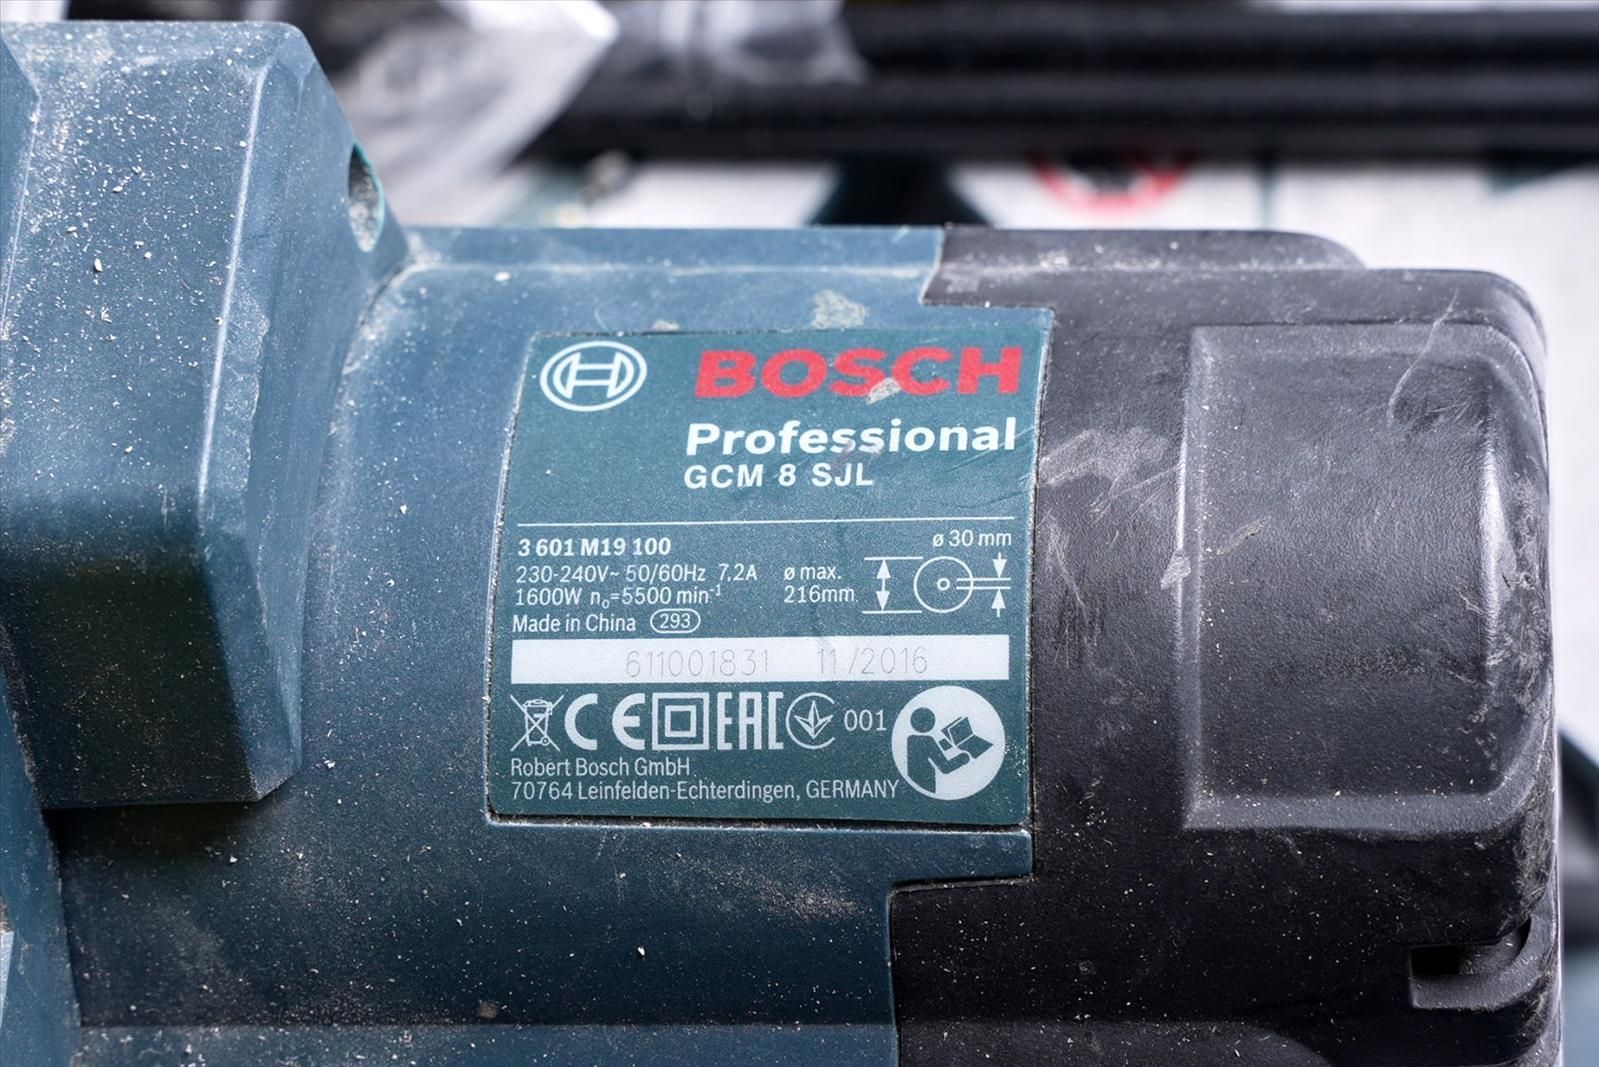 BOSCH
Professional
GCM 8 SJL
3 601 M19 100
230-240V~ 50/60Hz 7,2A
1600W n₀=5500 min⁻¹
Made in China 293
ø max.
216mm
ø 30 mm
611001831 11/2016
CE EAC 001
Robert Bosch GmbH
70764 Leinfelden-Echterdingen, GERMANY